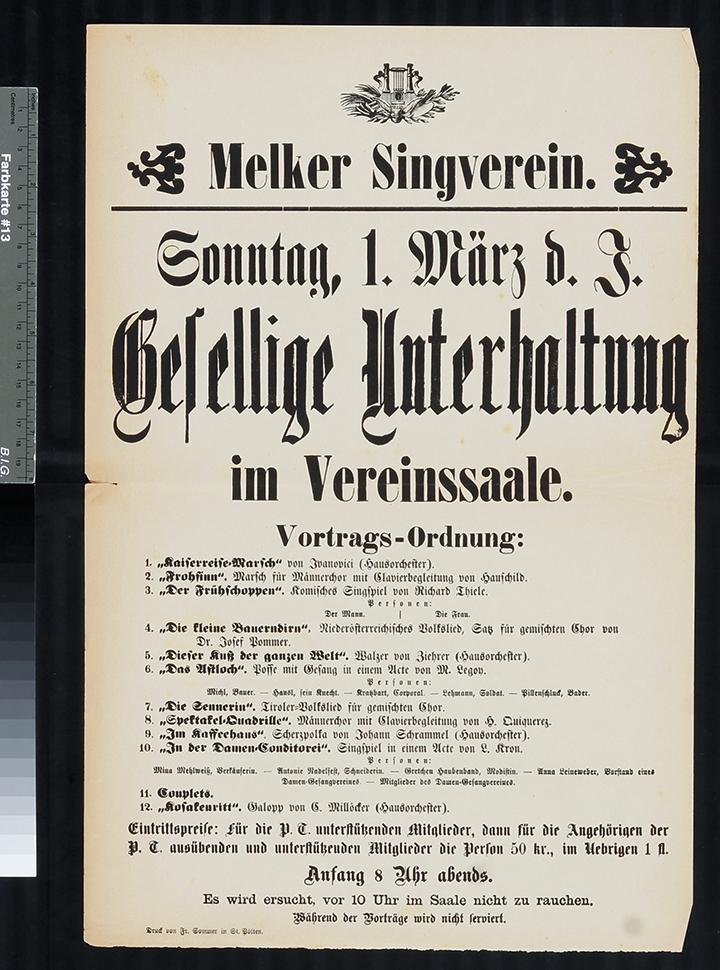 Melker Singverein.
Sonntag, 1. März d. J.
Gesellige Unterhaltung
im Vereinssaale.
Vortrags-Ordnung:
1. „Kaiserreise-Marsch“ von Ivanovici (Hausorchester).
2. „Frohsinn“. Marsch für Männerchor mit Clavierbegleitung von Hauschild.
3. „Der Frühschoppen“. Komisches Singspiel von Richard Thiele.
Personen:
Der Mann. | Die Frau.
4. „Die kleine Bauerndirn“. Niederösterreichisches Volkslied, Satz für gemischten Chor von
Dr. Josef Pommer.
5. „Dieser Kuß der ganzen Welt“. Walzer von Ziehrer (Hausorchester).
6. „Das Astloch“. Posse mit Gesang in einem Acte von M. Legov.
Personen:
Michl, Bauer. — Hansl, sein Knecht. — Kratzbart, Corporal. — Lehmann, Soldat. — Pillenschluck, Bader.
7. „Die Sennerin“. Tiroler-Volkslied für gemischten Chor.
8. „Spektakel-Quadrille“. Männerchor mit Clavierbegleitung von H. Quiquerez.
9. „Im Kaffeehaus“. Scherzpolka von Johann Schrammel (Hausorchester).
10. „In der Damen-Conditorei“. Singspiel in einem Acte von L. Kron.
Personen:
Mina Mehlweiß, Verkäuferin. — Antonie Nadelfest, Schneiderin. — Gretchen Haubenband, Modistin. — Anna Leineweber, Vorstand eines
Damen-Gesangvereines. — Mitglieder des Damen-Gesangvereines.
11. Couplets.
12. „Kosakenritt“. Galopp von C. Millöcker (Hausorchester).
Eintrittspreise: Für die P. T. unterstützenden Mitglieder, dann für die Angehörigen der
P. T. ausübenden und unterstützenden Mitglieder die Person 50 kr., im Uebrigen 1 fl.
Anfang 8 Uhr abends.
Es wird ersucht, vor 10 Uhr im Saale nicht zu rauchen.
Während der Vorträge wird nicht serviert.
Druck von Fr. Sommer in St. Pölten.
Farbkarte #13
B.I.G.
Centimetres
Inches